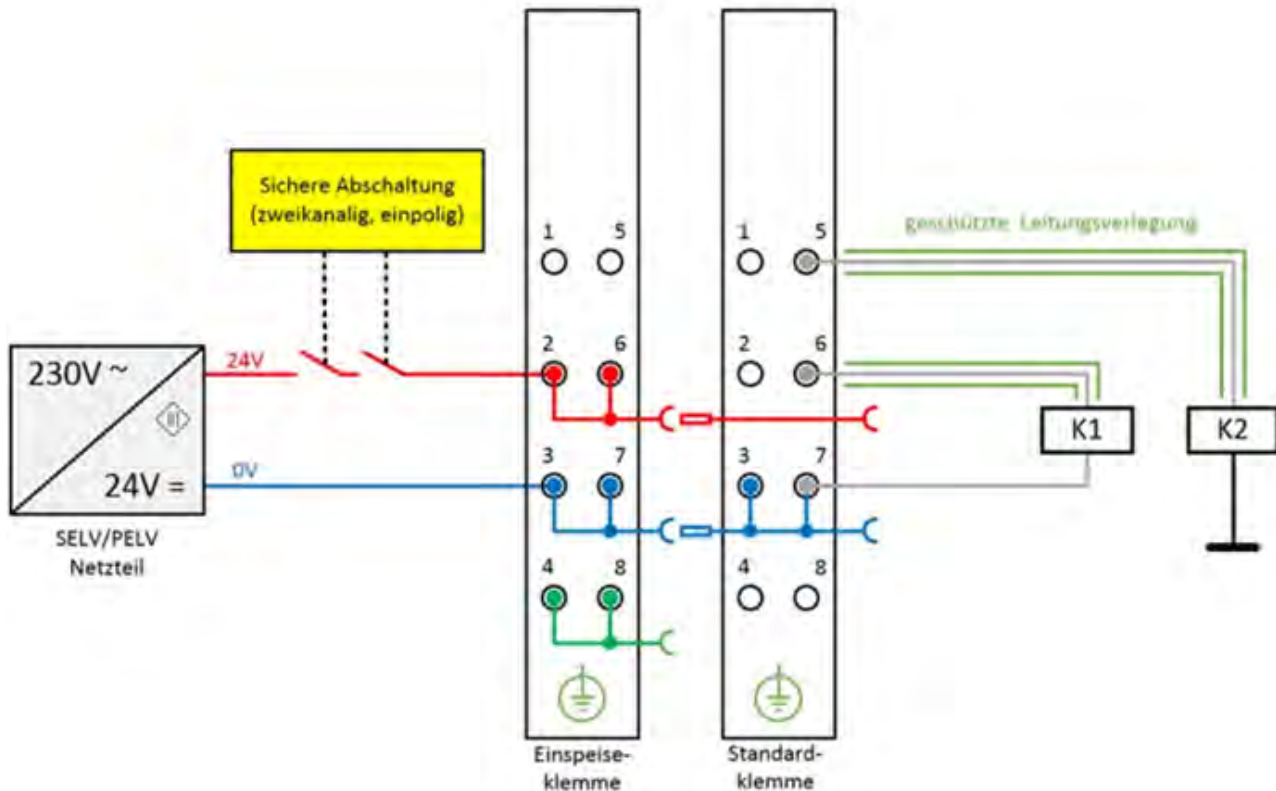 Sichere Abschaltung
(zweikanalig, einpolig)
230V ~
24V =
SELV/PELV
Netzteil
24V
0V
1 5
2 6
3 7
4 8
Einspeise-
klemme
1 5
2 6
3 7
4 8
Standard-
klemme
geschützte Leitungsverlegung
K1
K2